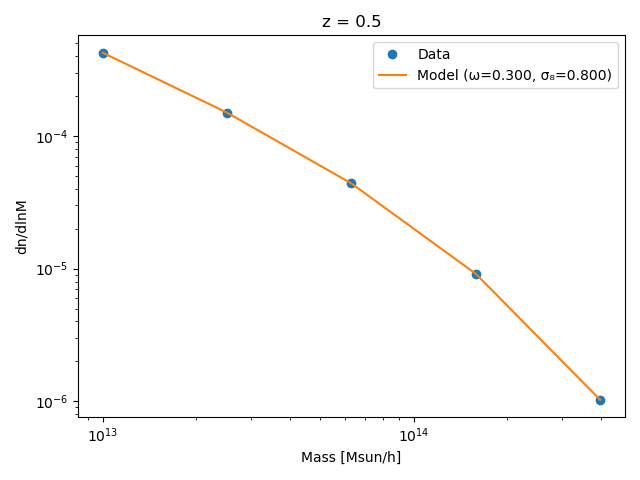 z = 0.5
Data
Model (ω=0.300, σ₈=0.800)
10⁻⁴
10⁻⁵
10⁻⁶
dn/dlnM
10¹³
10¹⁴
Mass [Msun/h]